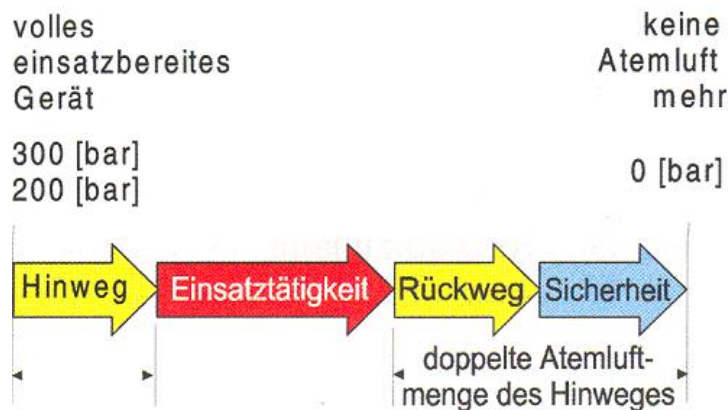 volles
einsatzbereites
Gerät
keine
Atemluft
mehr
300 [bar]
200 [bar]
0 [bar]
Hinweg
Einsatztätigkeit
Rückweg
Sicherheit
doppelte Atemluft-
menge des Hinweges